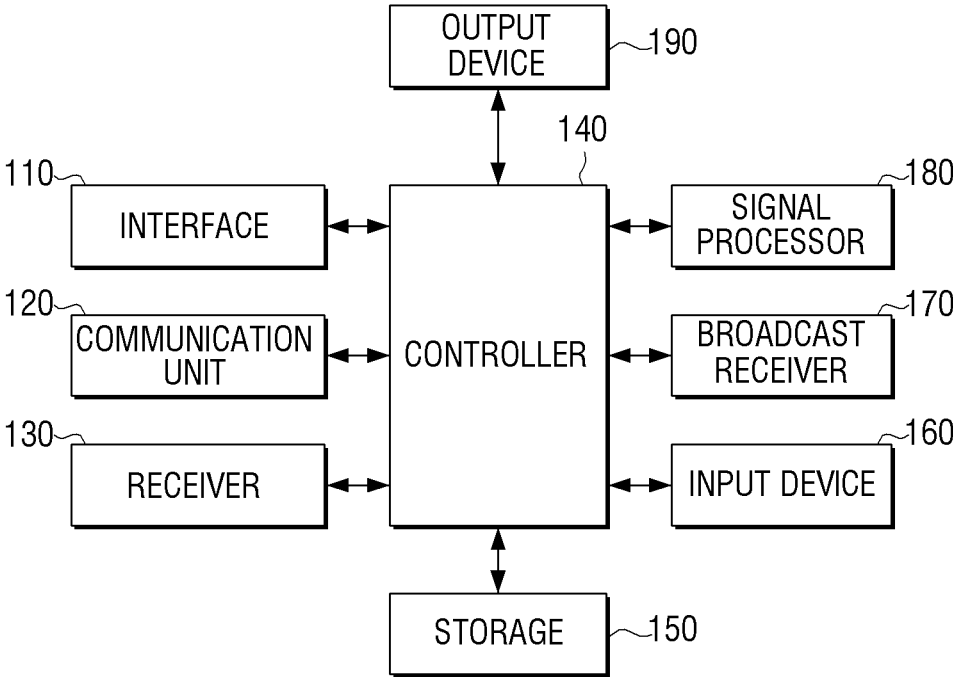 OUTPUT
DEVICE
190
140
110
INTERFACE
180
SIGNAL
PROCESSOR
120
COMMUNICATION
UNIT
CONTROLLER
170
BROADCAST
RECEIVER
130
RECEIVER
160
INPUT DEVICE
STORAGE
150